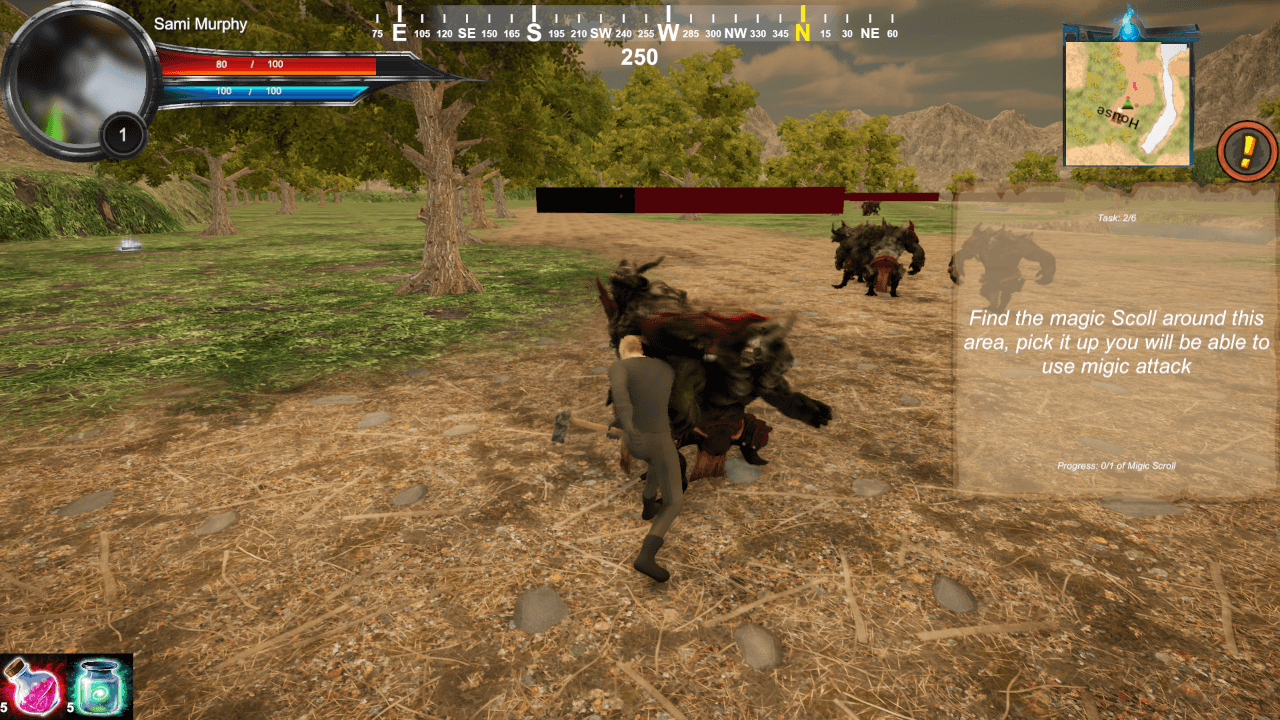 Sami Murphy
75 E 105 120 SE 150 165 S 195 210 SW 240 255 W 285 300 NW 330 345 N 15 30 NE 60
250
80 / 100
100 / 100
1
House
Task: 2/6
Find the magic Scoll around this
area, pick it up you will be able to
use migic attack
Progress: 0/1 of Migic Scroll
5 5